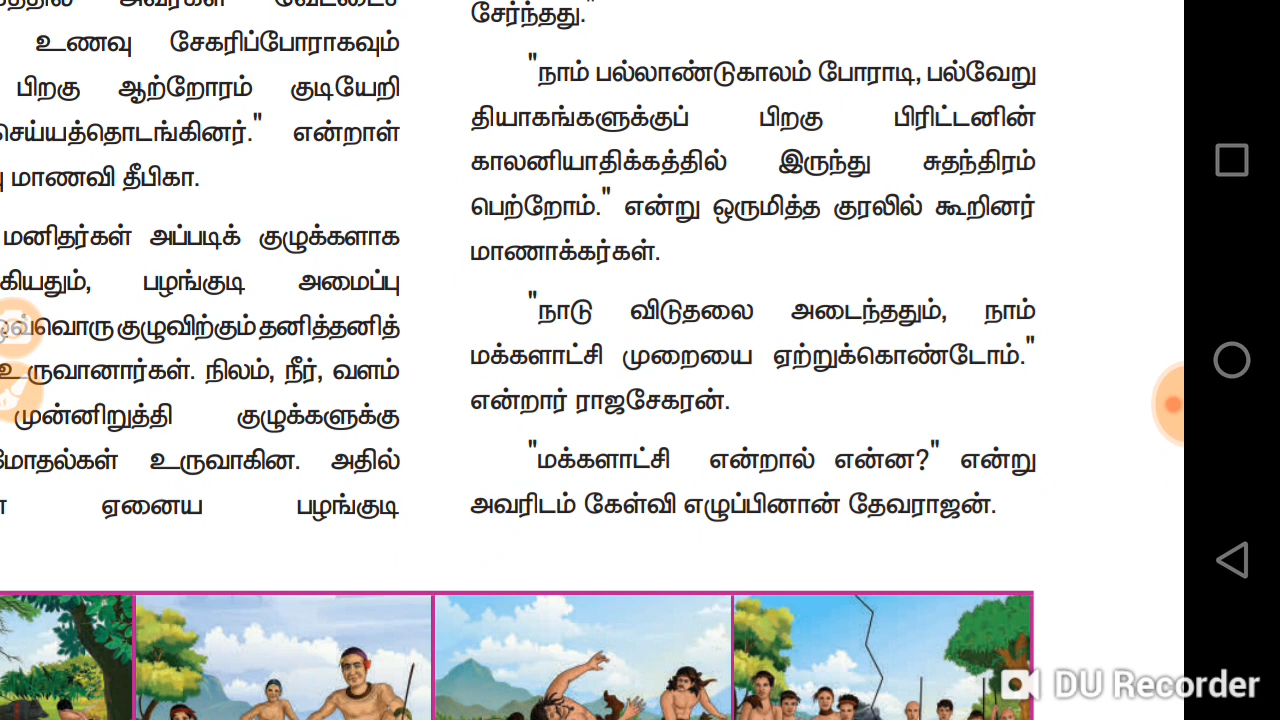 உணவு சேகரிப்போராகவும்
பிறகு ஆற்றோரம் குடியேறி
செய்யத்தொடங்கினர்." என்றாள்
மாணவி தீபிகா.
மனிதர்கள் அப்படிக் குழுக்களாக
கியதும், பழங்குடி அமைப்பு
ஒவ்வொரு குழுவிற்கும் தனித்தனித்
உருவானார்கள். நிலம், நீர், வளம்
முன்னிறுத்தி குழுக்களுக்கு
மோதல்கள் உருவாகின. அதில்
ஏனைய பழங்குடி
சேர்ந்தது."
"நாம் பல்லாண்டுகாலம் போராடி, பல்வேறு
தியாகங்களுக்குப் பிறகு பிரிட்டனின்
காலனியாதிக்கத்தில் இருந்து சுதந்திரம்
பெற்றோம்." என்று ஒருமித்த குரலில் கூறினர்
மாணாக்கர்கள்.
"நாடு விடுதலை அடைந்ததும், நாம்
மக்களாட்சி முறையை ஏற்றுக்கொண்டோம்."
என்றார் ராஜசேகரன்.
"மக்களாட்சி என்றால் என்ன?" என்று
அவரிடம் கேள்வி எழுப்பினான் தேவராஜன்.
DU Recorder